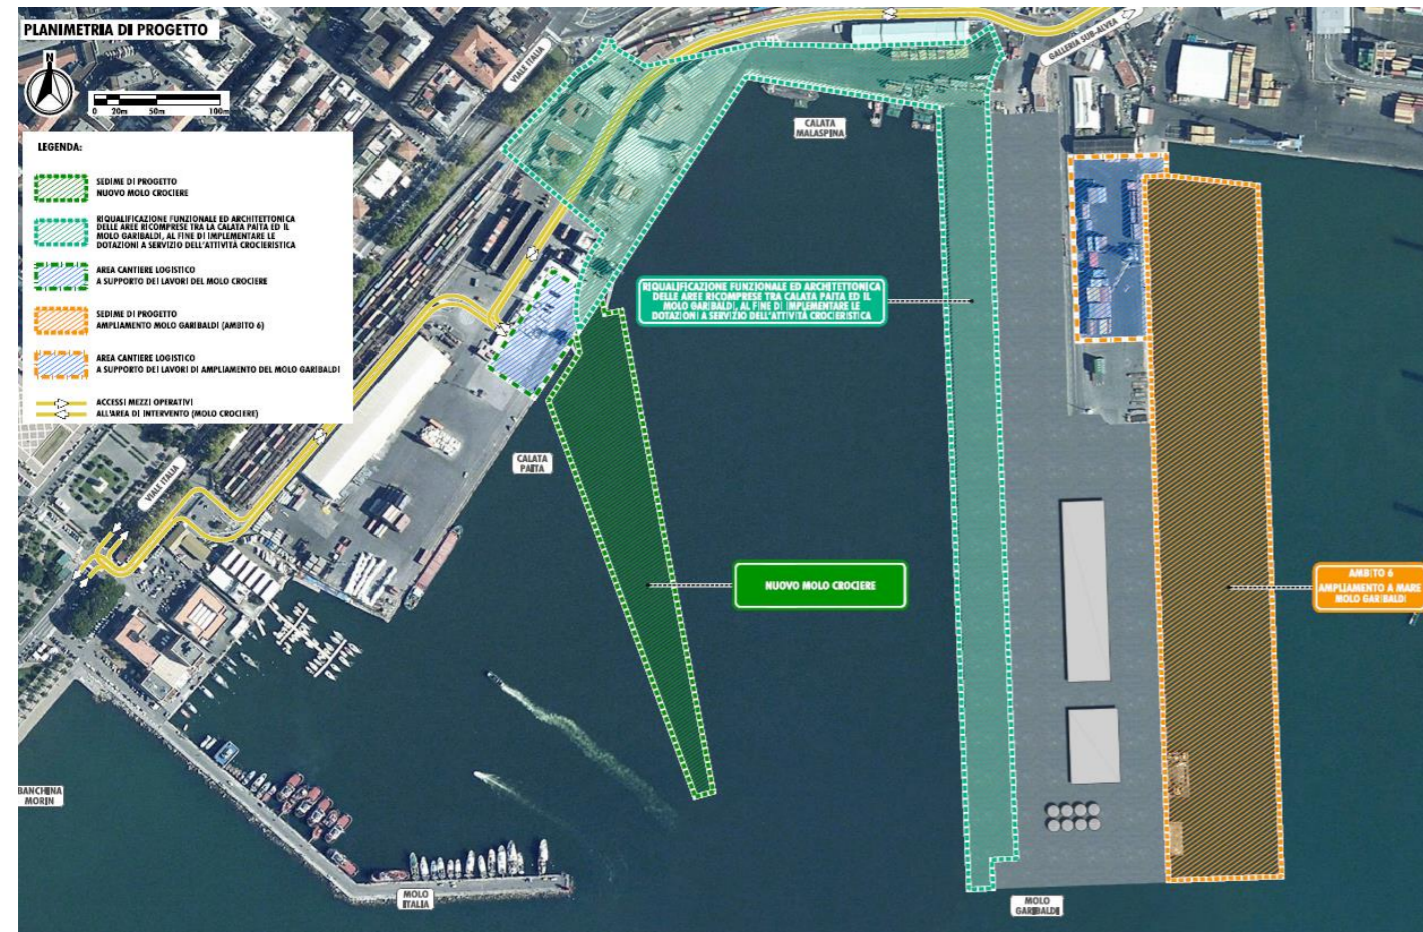 PLANIMETRIA DI PROGETTO
N
0 20m 50m 100m
LEGENDA:
SEDIME DI PROGETTO
NUOVO MOLO CROCIERE
RIQUALIFICAZIONE FUNZIONALE ED ARCHITETTONICA
DELLE AREE RICOMPRESE TRA LA CALATA PAITA ED IL
MOLO GARIBALDI, AL FINE DI IMPLEMENTARE LE
DOTAZIONI A SERVIZIO DELL'ATTIVITÀ CROCIERISTICA
AREA CANTIERE LOGISTICO
A SUPPORTO DEI LAVORI DEL MOLO CROCIERE
SEDIME DI PROGETTO
AMPLIAMENTO MOLO GARIBALDI (AMBITO 6)
AREA CANTIERE LOGISTICO
A SUPPORTO DEI LAVORI DI AMPLIAMENTO DEL MOLO GARIBALDI
ACCESSI MEZZI OPERATIVI
ALL'AREA DI INTERVENTO (MOLO CROCIERE)
VIALE ITALIA
GALLERIA SUB-ALVEA
CALATA
MALASPINA
RIQUALIFICAZIONE FUNZIONALE ED ARCHITETTONICA
DELLE AREE RICOMPRESE TRA CALATA PAITA ED IL
MOLO GARIBALDI, AL FINE DI IMPLEMENTARE LE
DOTAZIONI A SERVIZIO DELL'ATTIVITÀ CROCIERISTICA
CALATA
PAITA
VIALE ITALIA
NUOVO MOLO CROCIERE
AMBITO 6
AMPLIAMENTO A MARE
MOLO GARIBALDI
BANCHINA
MORIN
MOLO
ITALIA
MOLO
GARIBALDI